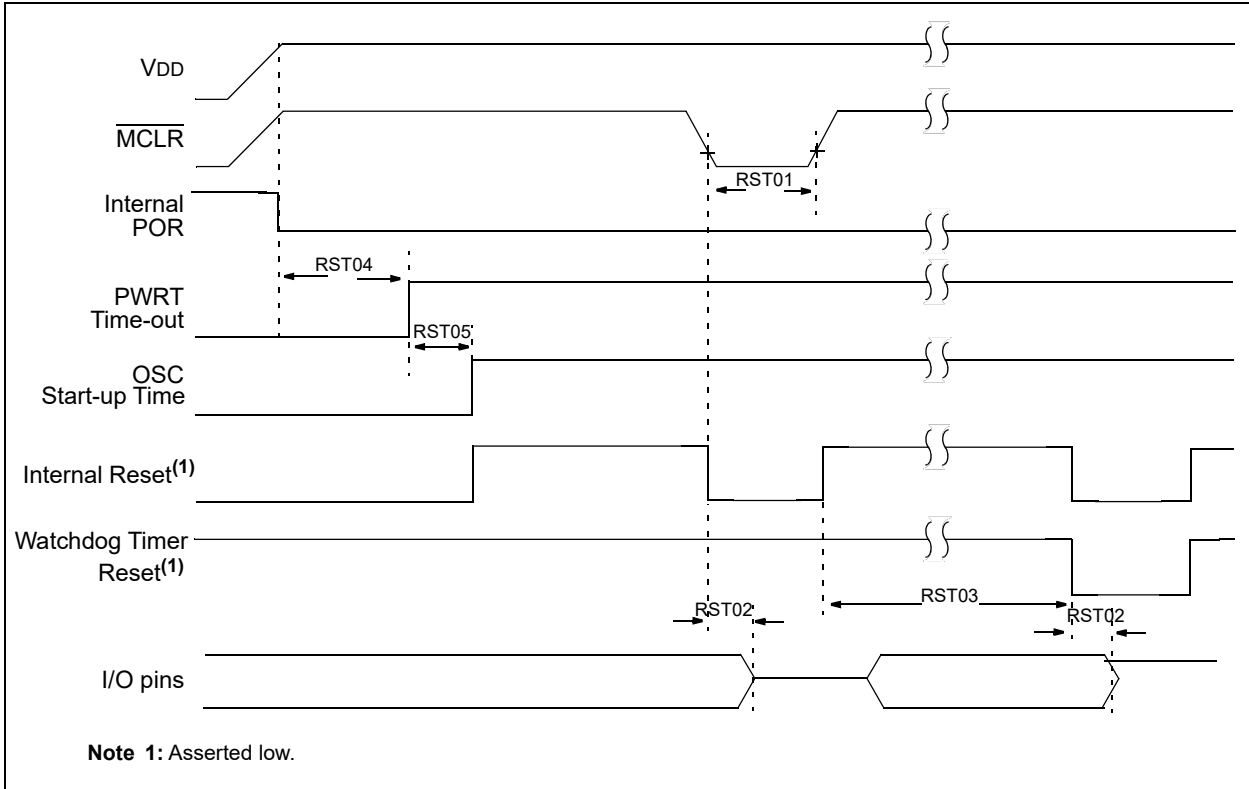 VDD
MCLR
RST01
Internal
POR
RST04
PWRT
Time-out
RST05
OSC
Start-up Time
Internal Reset(1)
Watchdog Timer
Reset(1)
RST03
RST02
RST02
I/O pins
Note 1: Asserted low.